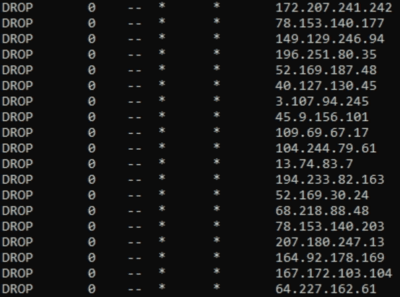 DROP 0 -- * * 172.207.241.242
DROP 0 -- * * 78.153.140.177
DROP 0 -- * * 149.129.246.94
DROP 0 -- * * 196.251.80.35
DROP 0 -- * * 52.169.187.48
DROP 0 -- * * 40.127.130.45
DROP 0 -- * * 3.107.94.245
DROP 0 -- * * 45.9.156.101
DROP 0 -- * * 109.69.67.17
DROP 0 -- * * 104.244.79.61
DROP 0 -- * * 13.74.83.7
DROP 0 -- * * 194.233.82.163
DROP 0 -- * * 52.169.30.24
DROP 0 -- * * 68.218.88.48
DROP 0 -- * * 78.153.140.203
DROP 0 -- * * 207.180.247.13
DROP 0 -- * * 164.92.178.169
DROP 0 -- * * 167.172.103.104
DROP 0 -- * * 64.227.162.61